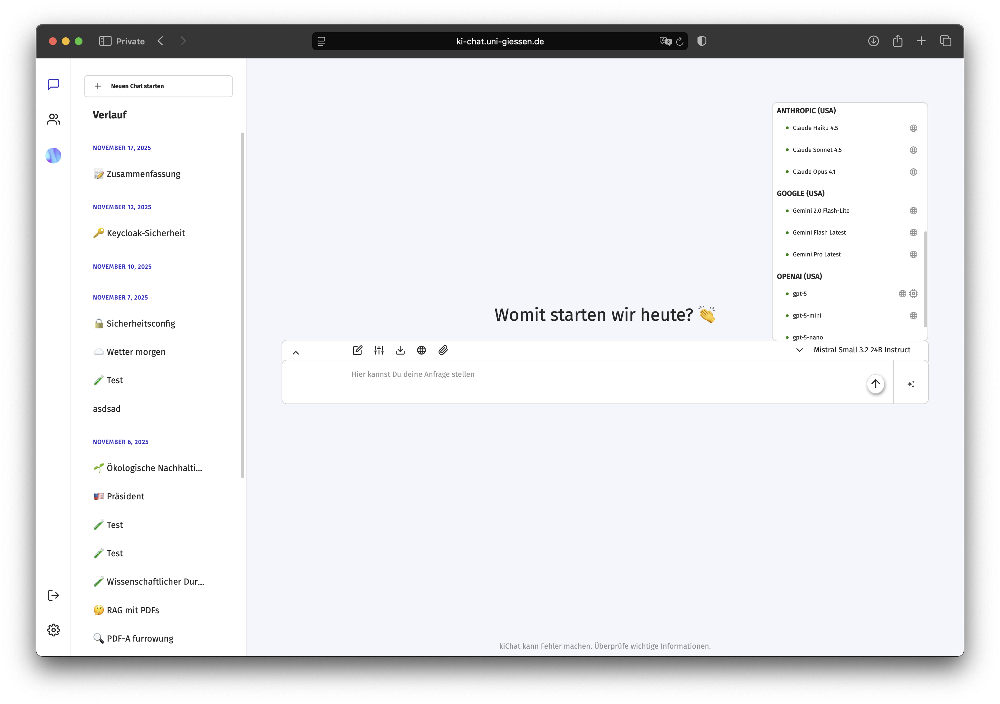 Private
ki-chat.uni-giessen.de
Neuen Chat starten
Verlauf
NOVEMBER 17, 2025
📝 Zusammenfassung
NOVEMBER 12, 2025
🔑 Keycloak-Sicherheit
NOVEMBER 10, 2025
NOVEMBER 7, 2025
🔒 Sicherheitsconfig
☁️ Wetter morgen
🧪 Test
asdsad
NOVEMBER 6, 2025
🌱 Ökologische Nachhalti...
🇺🇸 Präsident
🧪 Test
🧪 Test
🧪 Wissenschaftlicher Dur...
🤔 RAG mit PDFs
🔍 PDF-A furrowung
ANTHROPIC (USA)
Claude Haiku 4.5
Claude Sonnet 4.5
Claude Opus 4.1
GOOGLE (USA)
Gemini 2.0 Flash-Lite
Gemini Flash Latest
Gemini Pro Latest
OPENAI (USA)
gpt-5
gpt-5-mini
gpt-5-nano
Womit starten wir heute? 👏
Mistral Small 3.2 24B Instruct
Hier kannst Du deine Anfrage stellen
kiChat kann Fehler machen. Überprüfe wichtige Informationen.